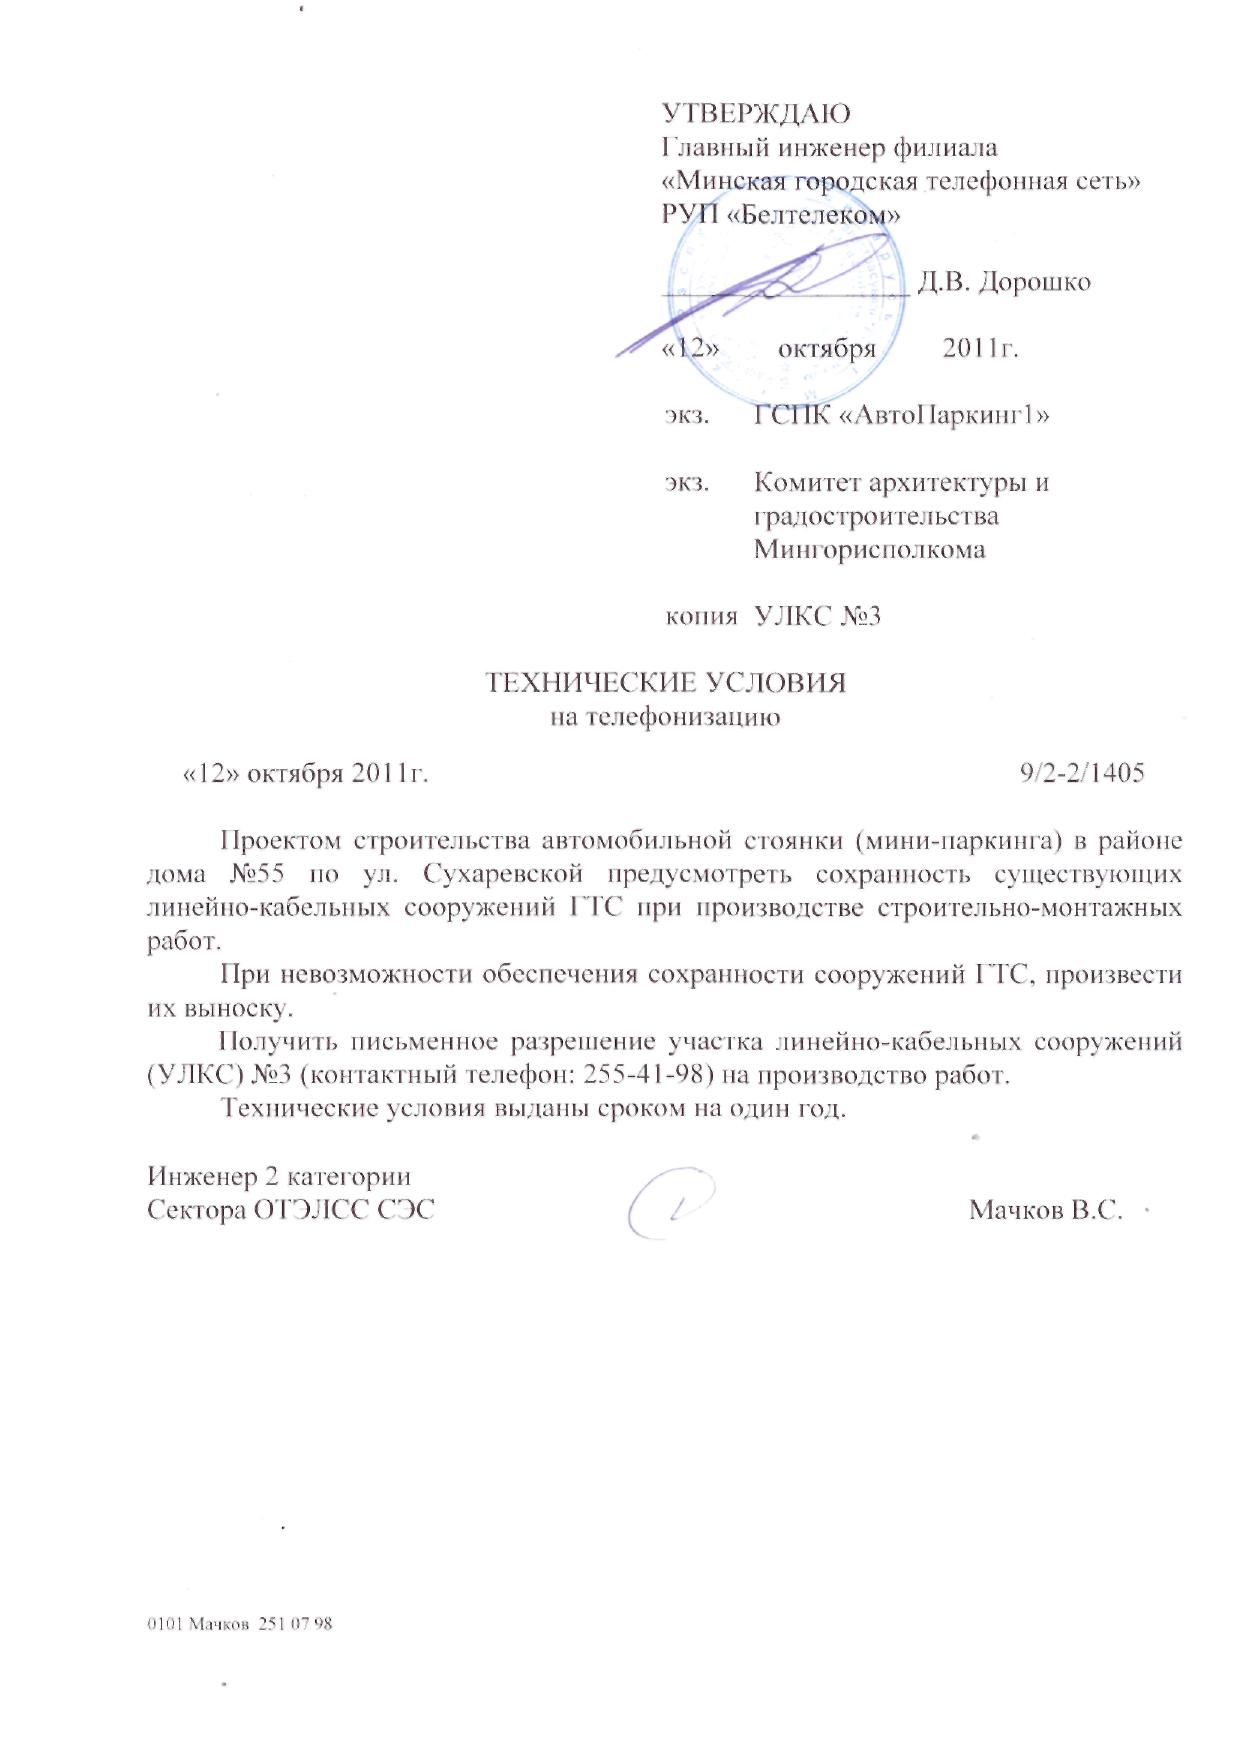 УТВЕРЖДАЮ
Главный инженер филиала
«Минская городская телефонная сеть»
РУП «Белтелеком»
Д.В. Дорошко
«12» октября 2011г.
экз. ГСПК «АвтоПаркинг1»
экз. Комитет архитектуры и
градостроительства
Мингорисполкома
копия УЛКС №3
ТЕХНИЧЕСКИЕ УСЛОВИЯ
на телефонизацию
«12» октября 2011г. 9/2-2/1405
Проектом строительства автомобильной стоянки (мини-паркинга) в районе
дома №55 по ул. Сухаревской предусмотреть сохранность существующих
линейно-кабельных сооружений ГТС при производстве строительно-монтажных
работ.
При невозможности обеспечения сохранности сооружений ГТС, произвести
их выноску.
Получить письменное разрешение участка линейно-кабельных сооружений
(УЛКС) №3 (контактный телефон: 255-41-98) на производство работ.
Технические условия выданы сроком на один год.
Инженер 2 категории
Сектора ОТЭЛСС СЭС Мачков В.С.
0101 Мачков 251 07 98